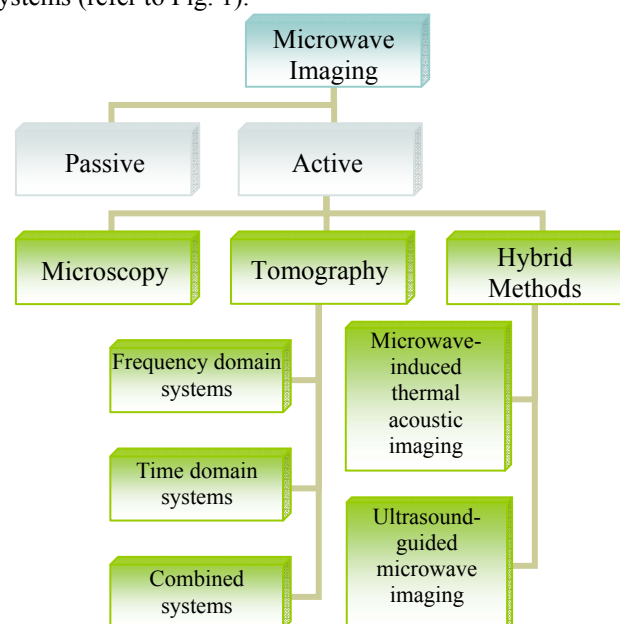 ystems (refer to Fig. 1).
Microwave
Imaging
Passive
Active
Microscopy
Tomography
Hybrid
Methods
Frequency domain
systems
Time domain
systems
Combined
systems
Microwave-
induced
thermal
acoustic
imaging
Ultrasound-
guided
microwave
imaging